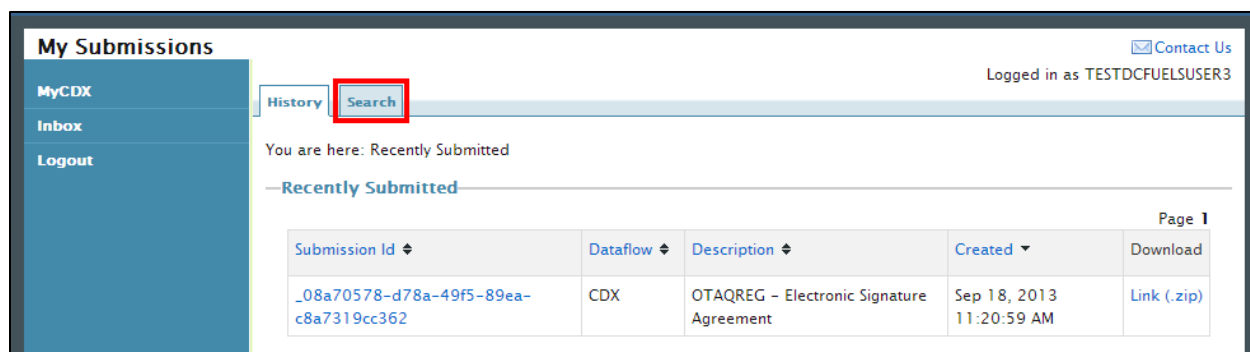 My Submissions
Contact Us
Logged in as TESTDCFUELSUSER3
MyCDX
Inbox
Logout
History Search
You are here: Recently Submitted
Recently Submitted
Page 1
Submission Id Dataflow Description Created Download
_08a70578-d78a-49f5-89ea- CDX OTAQREG - Electronic Signature Sep 18, 2013 Link (.zip)
c8a7319cc362 Agreement 11:20:59 AM